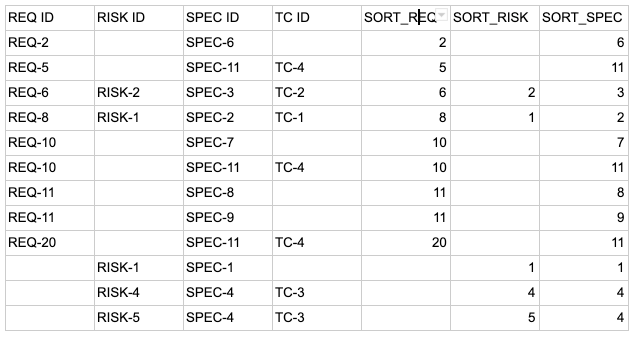 REQ ID RISK ID SPEC ID TC ID SORT_REQ SORT_RISK SORT_SPEC
REQ-2 SPEC-6 2 6
REQ-5 SPEC-11 TC-4 5 11
REQ-6 RISK-2 SPEC-3 TC-2 6 2 3
REQ-8 RISK-1 SPEC-2 TC-1 8 1 2
REQ-10 SPEC-7 10 7
REQ-10 SPEC-11 TC-4 10 11
REQ-11 SPEC-8 11 8
REQ-11 SPEC-9 11 9
REQ-20 SPEC-11 TC-4 20 11
RISK-1 SPEC-1 1 1
RISK-4 SPEC-4 TC-3 4 4
RISK-5 SPEC-4 TC-3 5 4